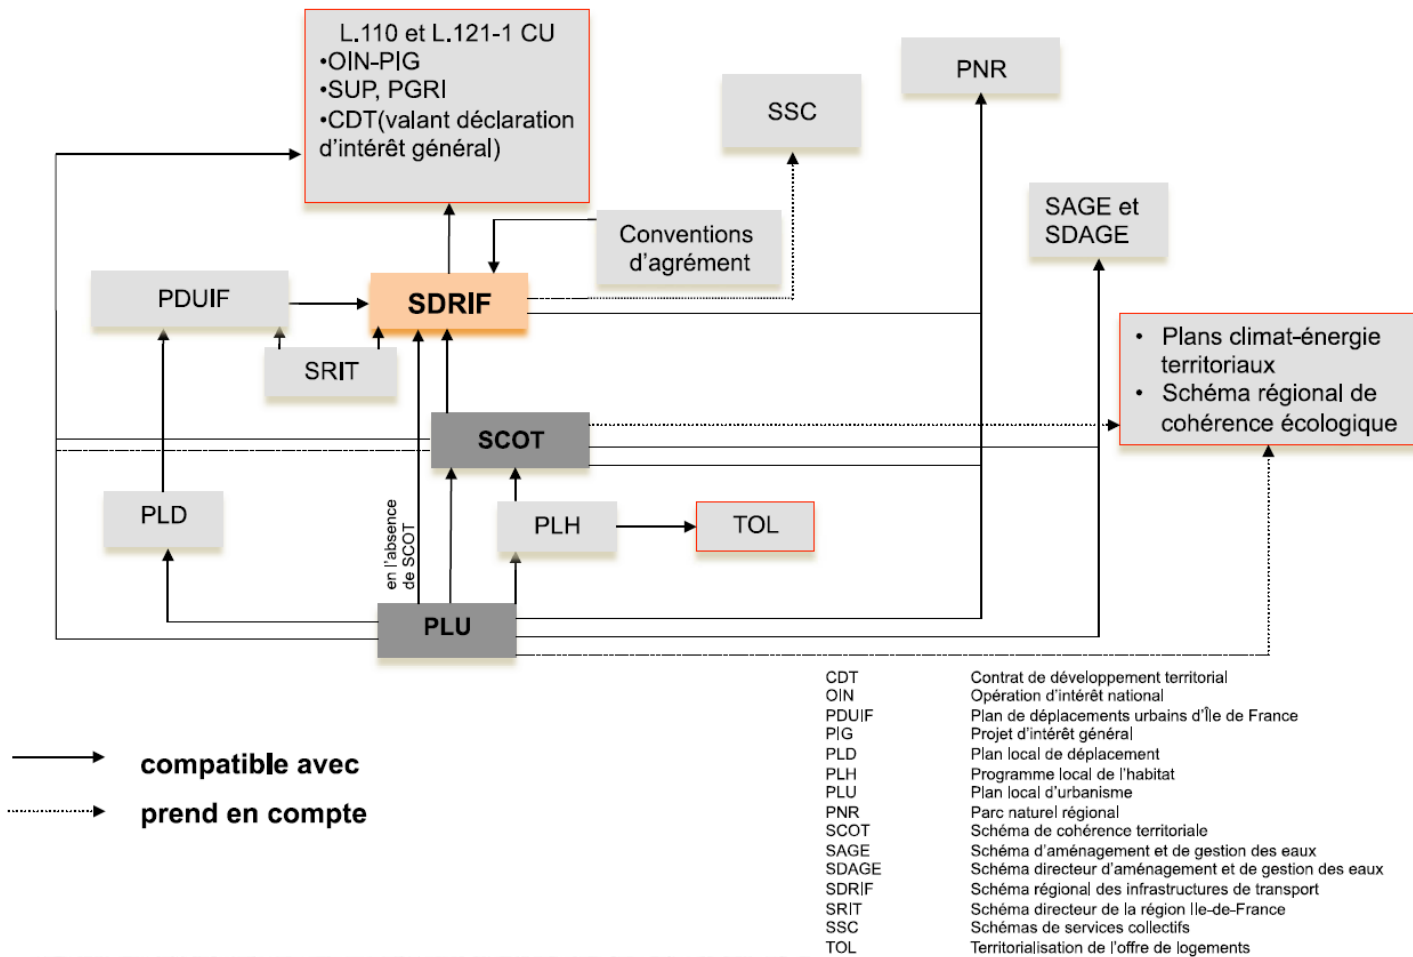 L.110 et L.121-1 CU
•OIN-PIG
•SUP, PGRI
•CDT(valant déclaration
d'intérêt général)
PNR
SSC
SAGE et
SDAGE
Conventions
d'agrément
PDUIF
SDRIF
SRIT
• Plans climat-énergie
territoriaux
• Schéma régional de
cohérence écologique
SCOT
PLD
en l'absence
de SCOT
PLH
TOL
PLU
compatible avec
prend en compte
CDT Contrat de développement territorial
OIN Opération d'intérêt national
PDUIF Plan de déplacements urbains d'Île de France
PIG Projet d'intérêt général
PLD Plan local de déplacement
PLH Programme local de l'habitat
PLU Plan local d'urbanisme
PNR Parc naturel régional
SCOT Schéma de cohérence territoriale
SAGE Schéma d'aménagement et de gestion des eaux
SDAGE Schéma directeur d'aménagement et de gestion des eaux
SDRIF Schéma régional des infrastructures de transport
SRIT Schéma directeur de la région Ile-de-France
SSC Schémas de services collectifs
TOL Territorialisation de l'offre de logements